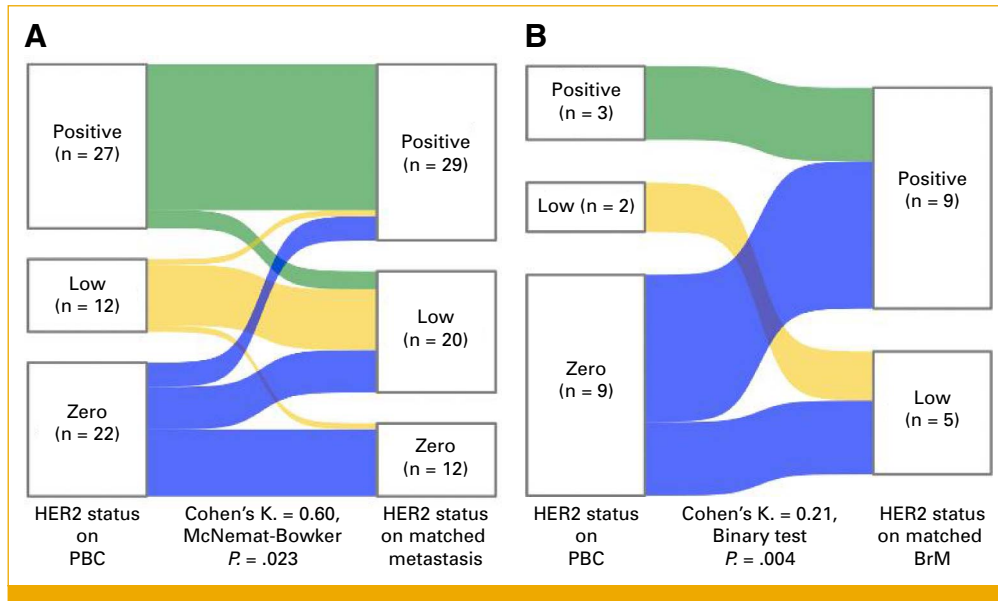 A
Positive
(n = 27)
Low
(n = 12)
Zero
(n = 22)
Positive
(n = 29)
Low
(n = 20)
Zero
(n = 12)
HER2 status
on
PBC
Cohen's K. = 0.60,
McNemat-Bowker
P. = .023
HER2 status
on matched
metastasis
B
Positive
(n = 3)
Low (n = 2)
Zero
(n = 9)
Positive
(n = 9)
Low
(n = 5)
HER2 status
on
PBC
Cohen's K. = 0.21,
Binary test
P. = .004
HER2 status
on matched
BrM